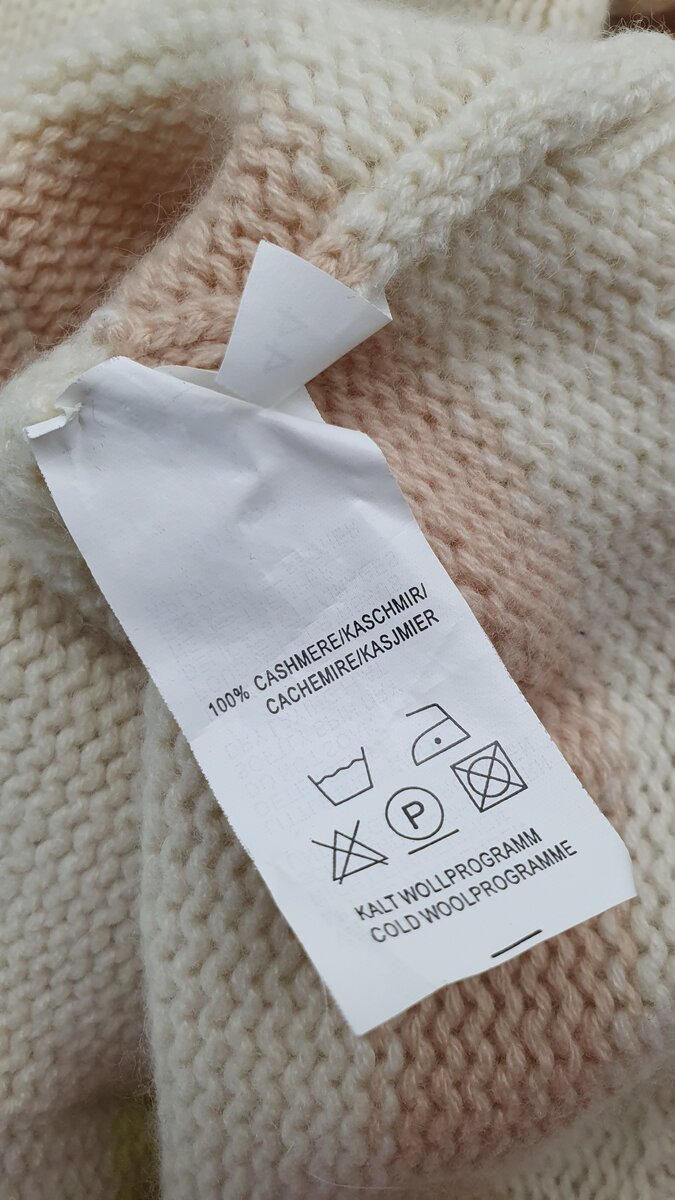 100% CASHMERE/KASCHMIR/
CACHEMIRE/KASJMIER
P
KALT WOLLPROGRAMM
COLD WOOLPROGRAMME